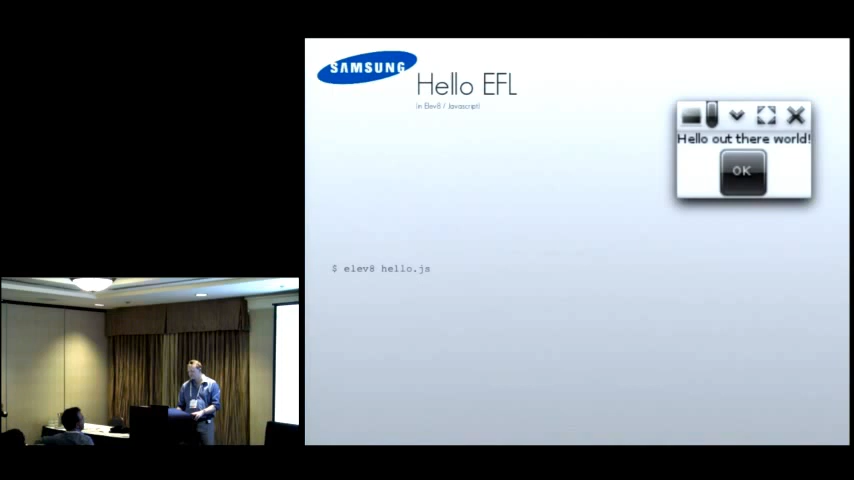 SAMSUNG
Hello EFL
in Elev8 / Javascript!
Hello out there world!
OK
$ elev8 hello.js